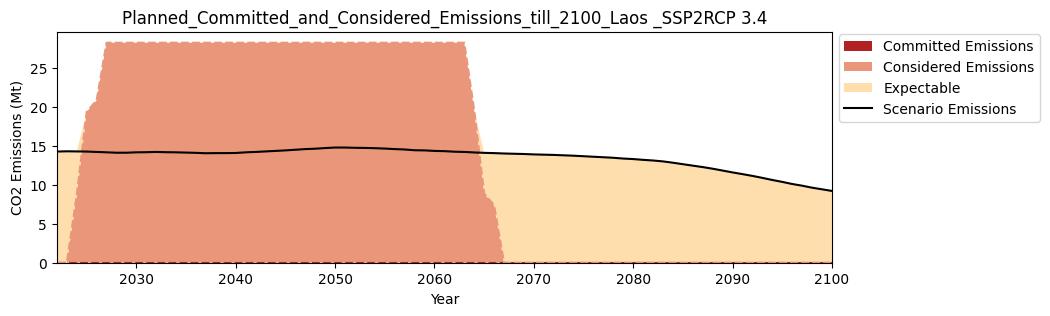 Planned_Committed_and_Considered_Emissions_till_2100_Laos _SSP2RCP 3.4
Committed Emissions
Considered Emissions
Expectable
Scenario Emissions
CO2 Emissions (Mt)
25
20
15
10
5
0
2030 2040 2050 2060 2070 2080 2090 2100
Year